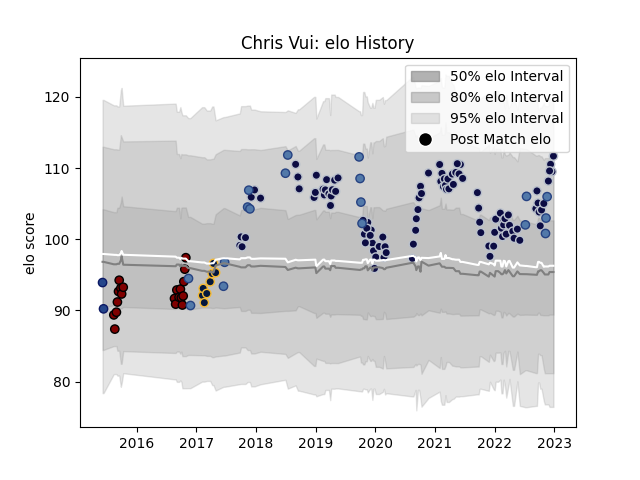 Chris Vui: elo History
50% elo Interval
80% elo Interval
95% elo Interval
Post Match elo
elo score
120
110
100
90
80
2016 2017 2018 2019 2020 2021 2022 2023